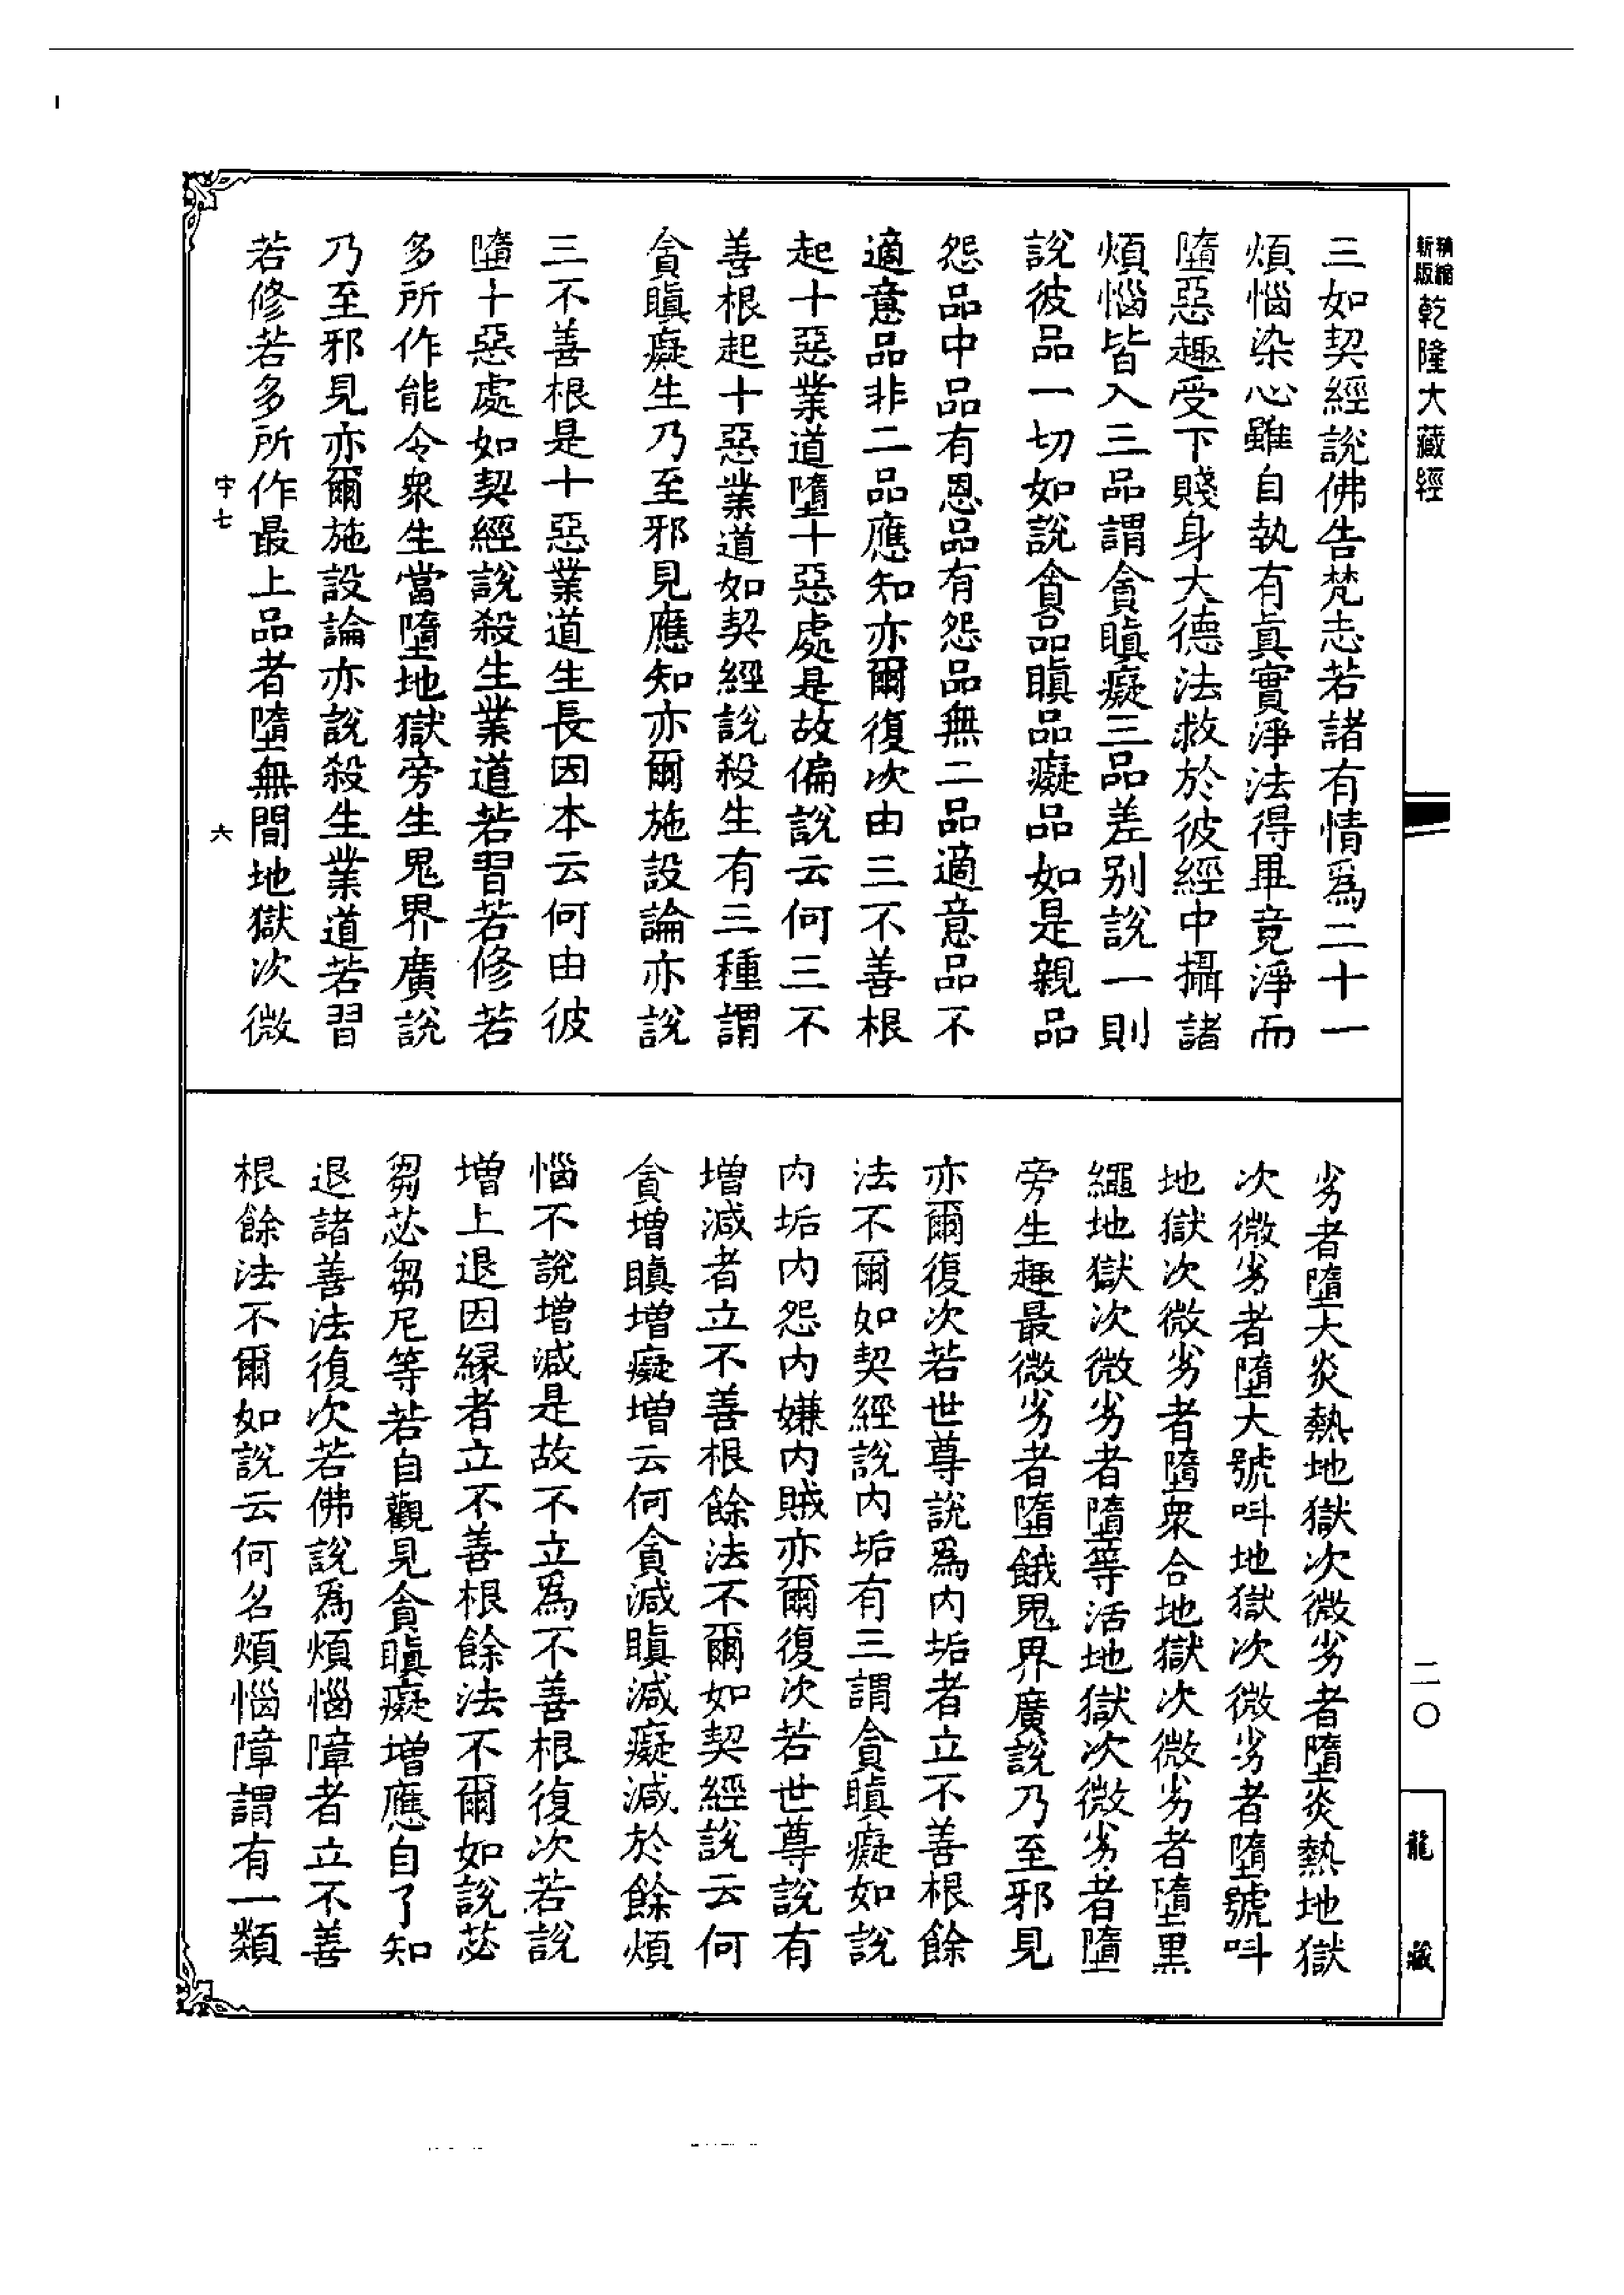 精縮
新版
乾隆大藏經
三如契經說佛告梵志若諸有情爲二十一
煩惱染心雖自執有眞實淨法得畢竟淨而
墮惡趣受下賤身大德法救於彼經中攝諸
煩惱皆入三品謂貪瞋癡三品差别說一則
說彼品一切如說貪品瞋品癡品如是親品
怨品中品有恩品有怨品無二品適意品不
適意品非二品應知亦爾復次由三不善根
起十惡業道墮十惡處是故偏說云何三不
善根起十惡業道如契經說殺生有三種謂
貪瞋癡生乃至邪見應知亦爾施設論亦說
三不善根是十惡業道生長因本云何由彼
墮十惡處如契經說殺生業道若習若修若
多所作能令衆生當墮地獄旁生鬼界廣說
乃至邪見亦爾施設論亦說殺生業道若習
若修若多所作最上品者墮無間地獄次微
守七
六
劣者墮大炎熱地獄次微劣者墮炎熱地獄
次微劣者墮大號叫地獄次微劣者墮號叫
地獄次微劣者墮衆合地獄次微劣者墮黑
繩地獄次微劣者墮等活地獄次微劣者墮
旁生趣最微劣者墮餓鬼界廣說乃至邪見
亦爾復次若世尊說爲内垢者立不善根餘
法不爾如契經說内垢有三謂貪瞋癡如說
内垢内怨内嫌内賊亦爾復次若世尊說有
增減者立不善根餘法不爾如契經說云何
貪增瞋增癡增云何貪減瞋減癡減於餘煩
惱不說增減是故不立爲不善根復次若說
增上退因緣者立不善根餘法不爾如說苾
芻苾芻尼等若自觀見貪瞋癡增應自了知
退諸善法復次若佛說爲煩惱障者立不善
根餘法不爾如說云何名煩惱障謂有一類
二〇
龍藏